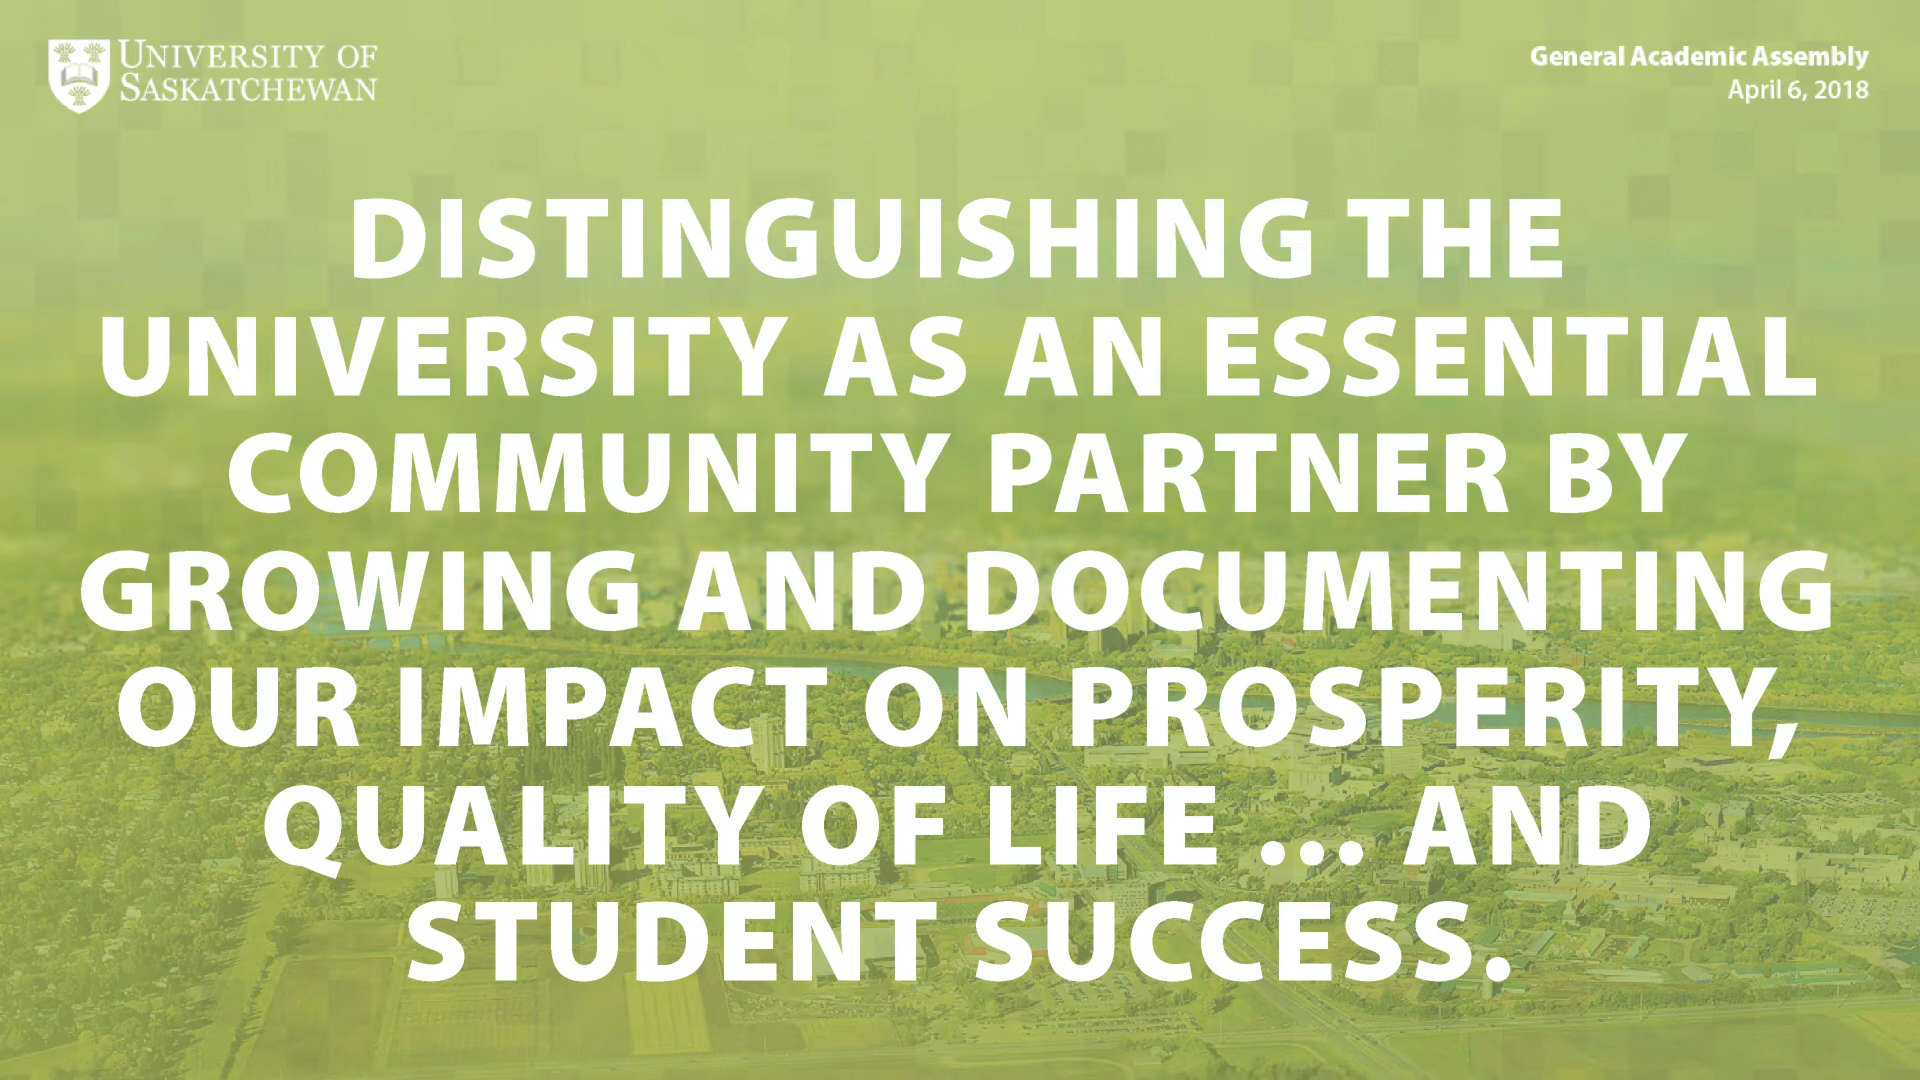 UNIVERSITY OF
SASKATCHEWAN
General Academic Assembly
April 6, 2018
DISTINGUISHING THE
UNIVERSITY AS AN ESSENTIAL
COMMUNITY PARTNER BY
GROWING AND DOCUMENTING
OUR IMPACT ON PROSPERITY,
QUALITY OF LIFE ... AND
STUDENT SUCCESS.